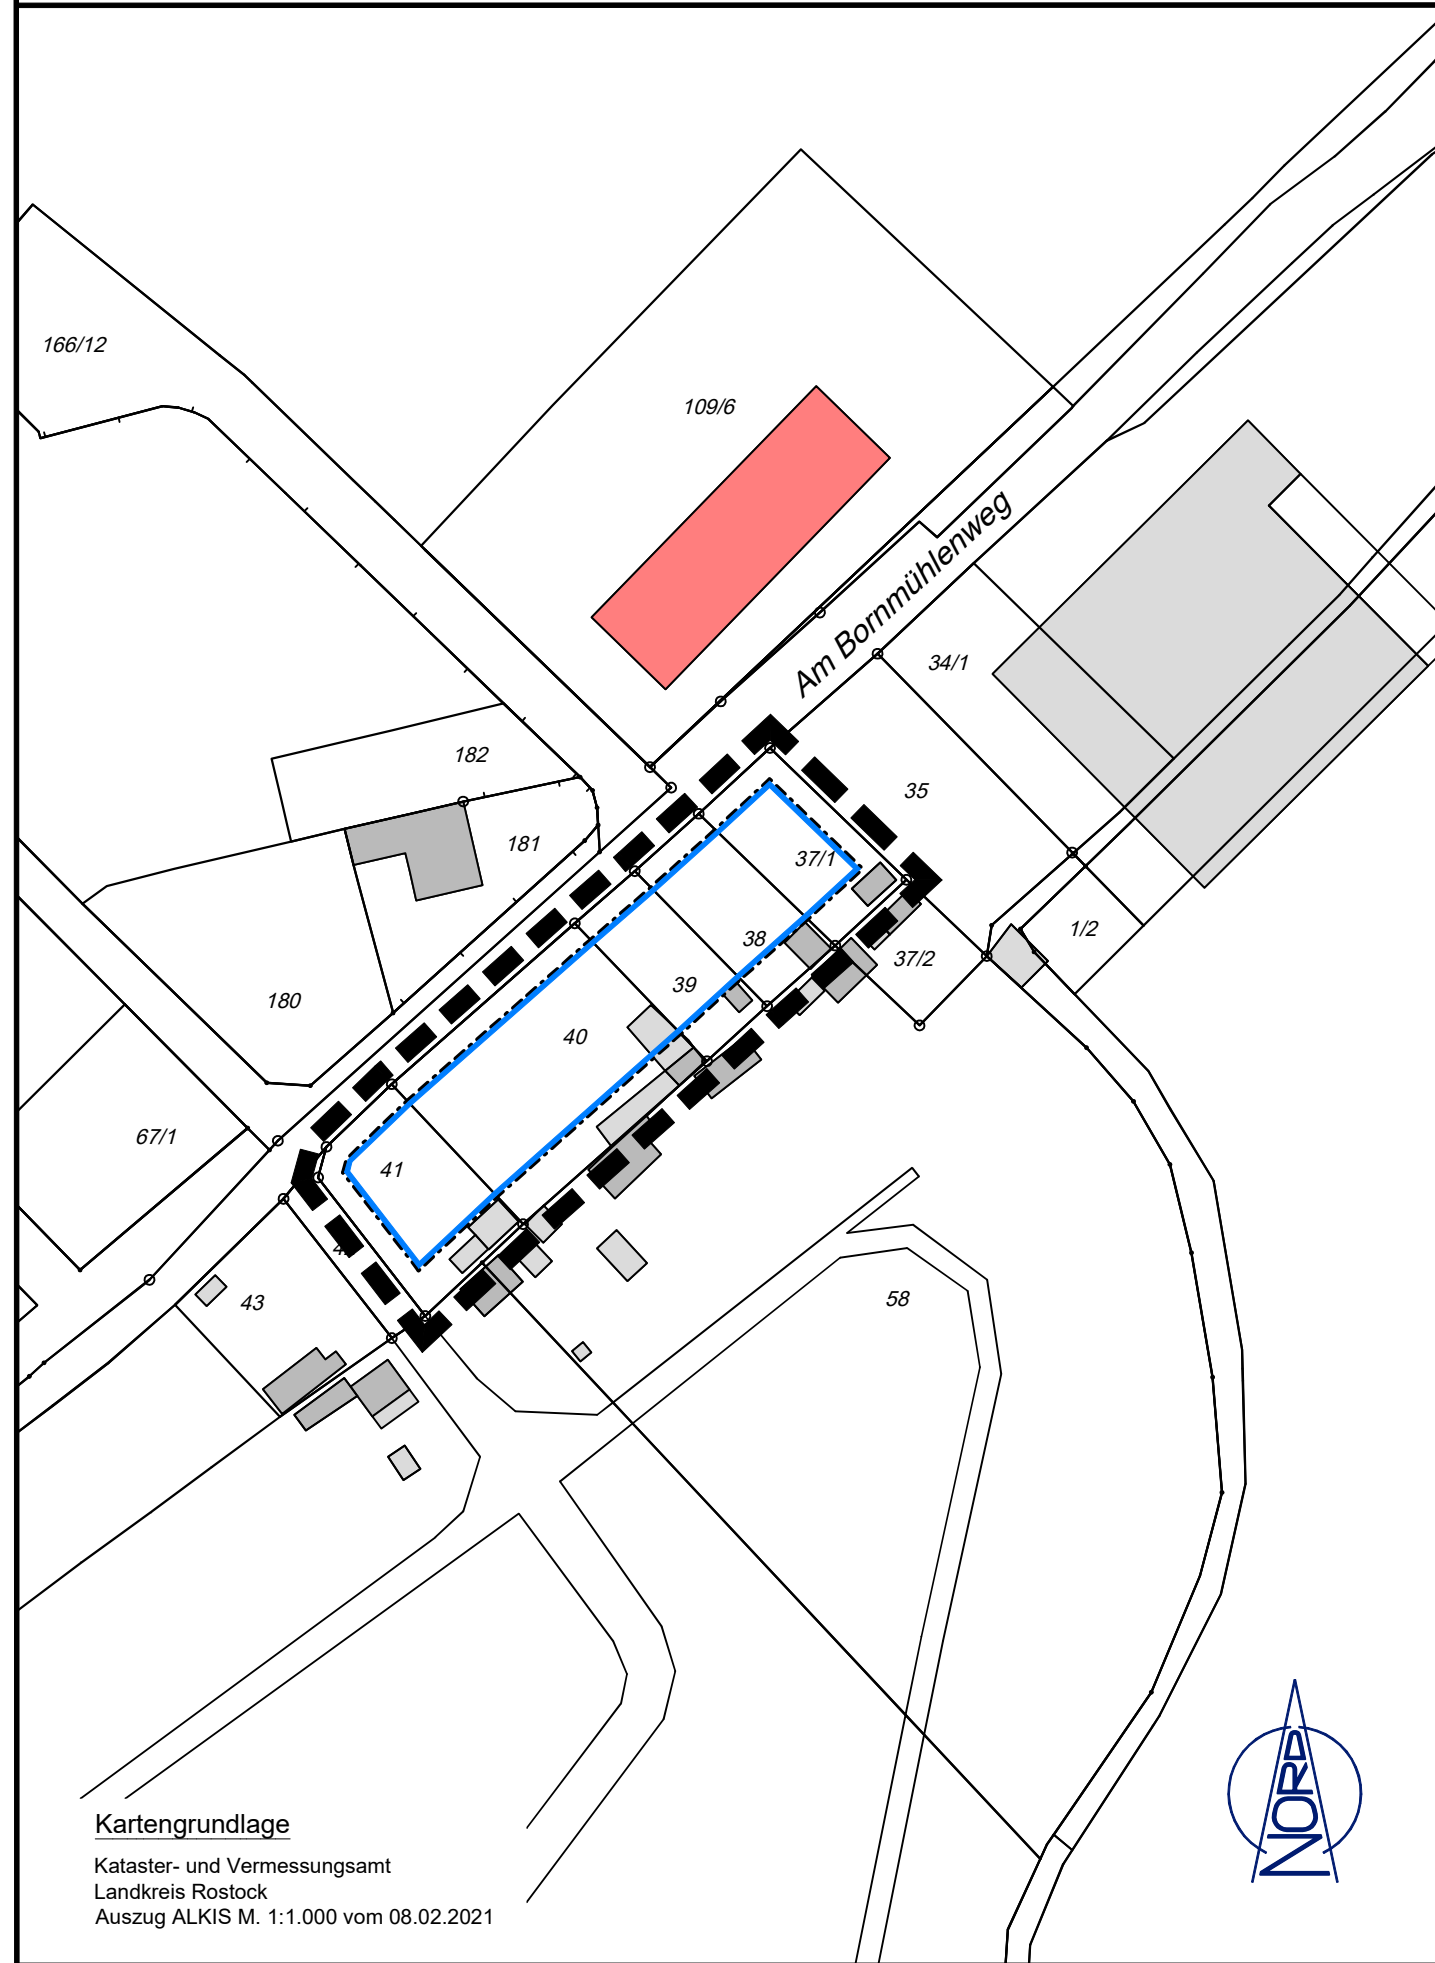 166/12
109/6
Am Bornmühlenweg
34/1
182
35
181
37/1
38
1/2
37/2
39
180
40
67/1
41
43
58
NORD
Kartengrundlage
Kataster- und Vermessungsamt
Landkreis Rostock
Auszug ALKIS M. 1:1.000 vom 08.02.2021